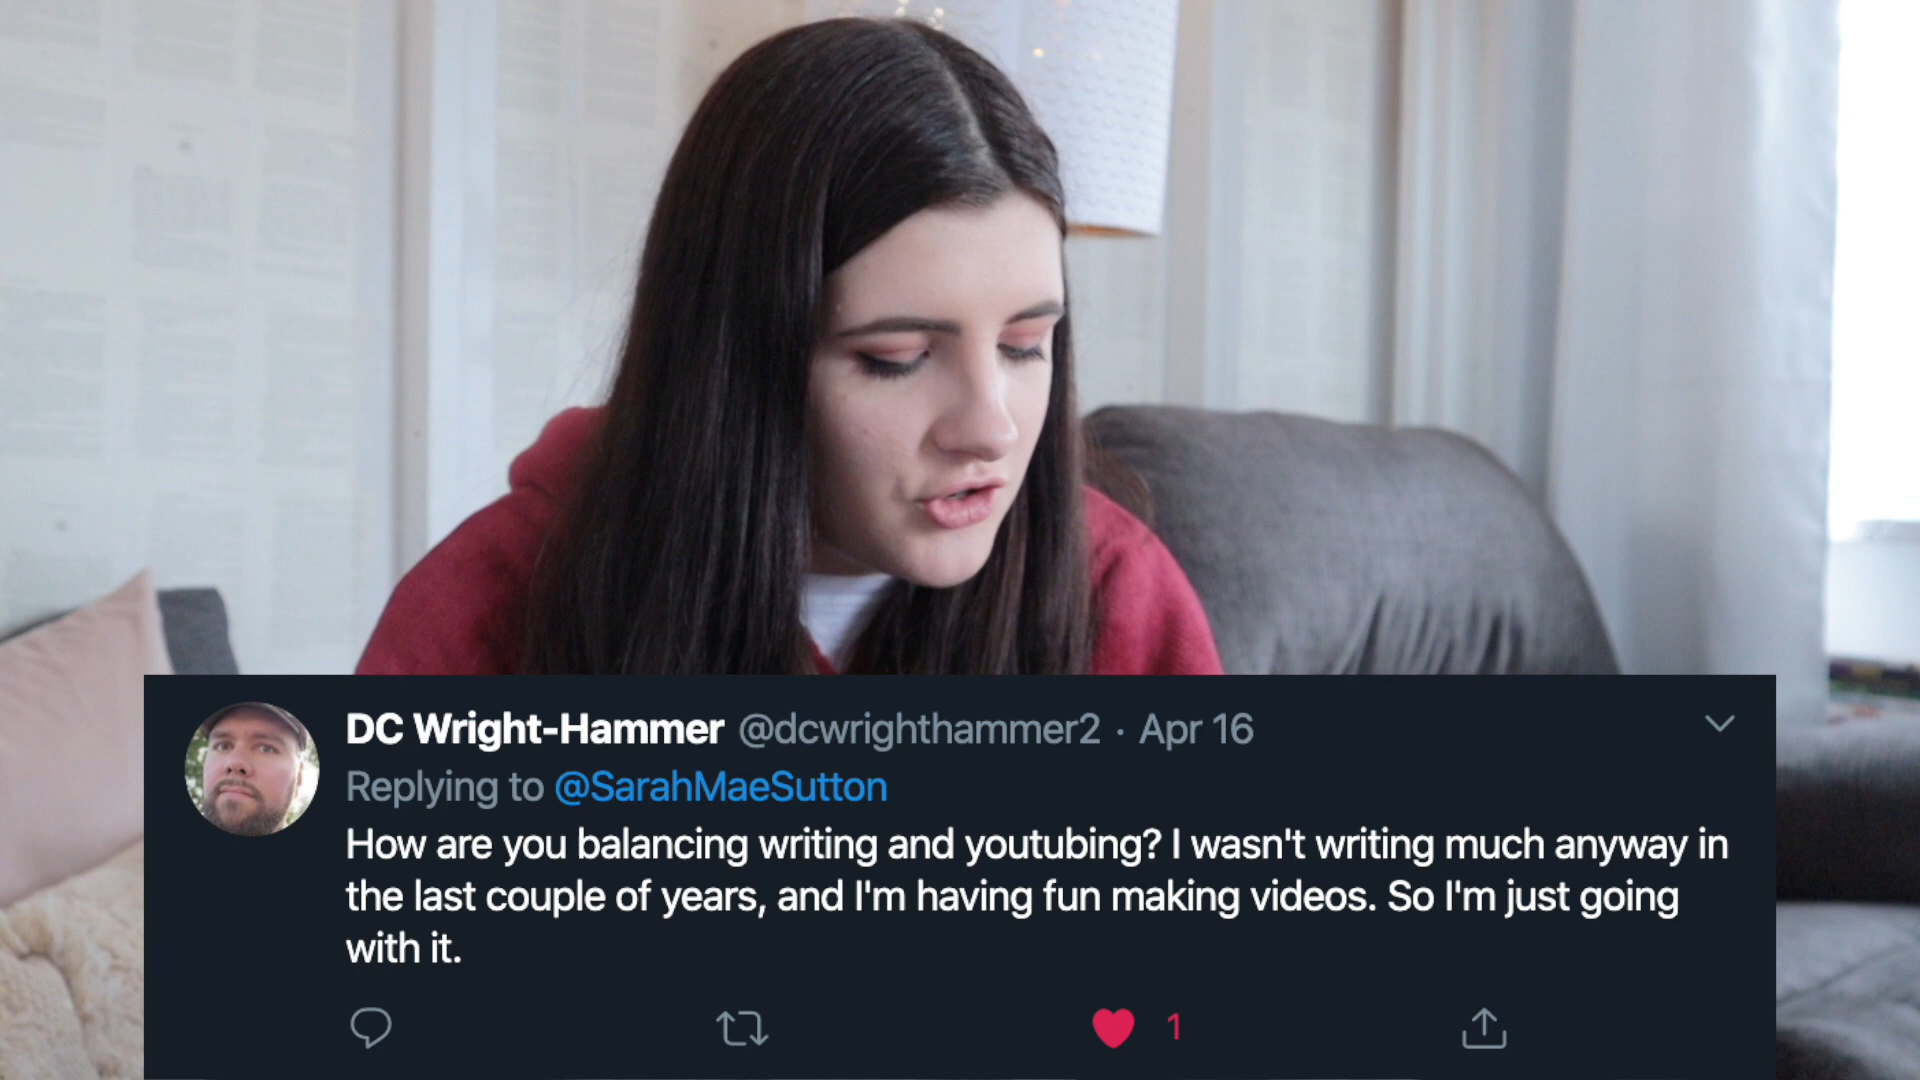 DC Wright-Hammer @dcwrighthammer2 · Apr 16
Replying to @SarahMaeSutton
How are you balancing writing and youtubing? I wasn't writing much anyway in
the last couple of years, and I'm having fun making videos. So I'm just going
with it.
1